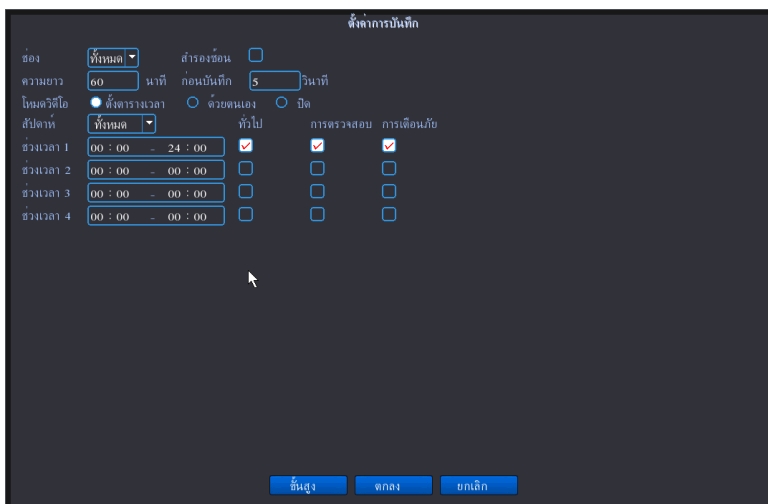 ตั้งค่าการบันทึก
ช่อง ทั้งหมด สำรองซ้อน
ความยาว 60 นาที ก่อนบันทึก 5 วินาที
โหมดวิดีโอ ตั้งตารางเวลา ด้วยตนเอง ปิด
สัปดาห์ ทั้งหมด ทั่วไป การตรวจสอบ การเตือนภัย
ช่วงเวลา 1 00 : 00 - 24 : 00
ช่วงเวลา 2 00 : 00 - 00 : 00
ช่วงเวลา 3 00 : 00 - 00 : 00
ช่วงเวลา 4 00 : 00 - 00 : 00
ชั้นสูง ตกลง ยกเลิก